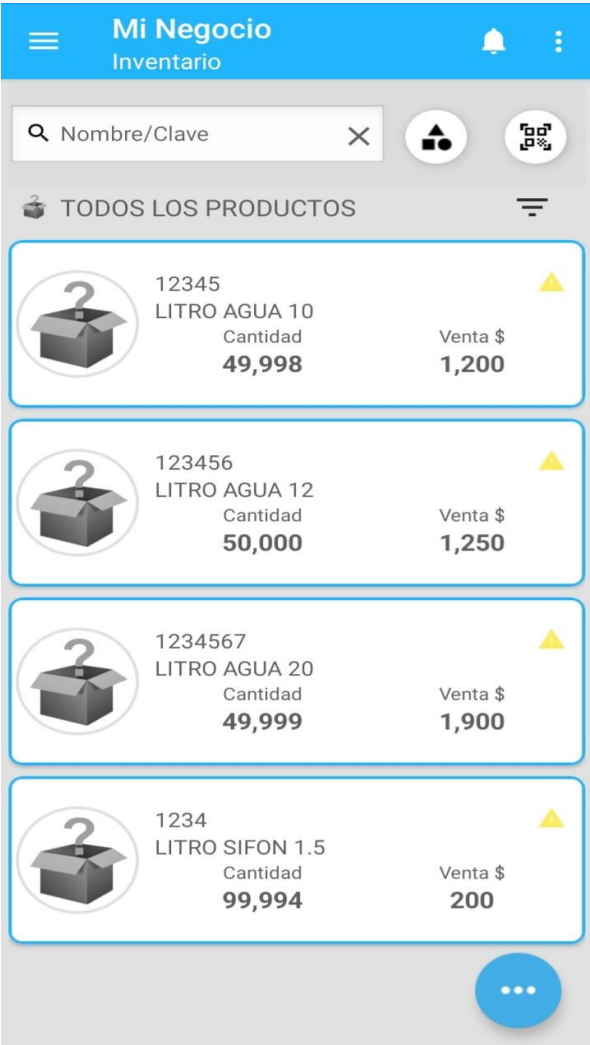 Mi Negocio
Inventario
Nombre/Clave
TODOS LOS PRODUCTOS
12345
LITRO AGUA 10
Cantidad Venta $
49,998 1,200
123456
LITRO AGUA 12
Cantidad Venta $
50,000 1,250
1234567
LITRO AGUA 20
Cantidad Venta $
49,999 1,900
1234
LITRO SIFON 1.5
Cantidad Venta $
99,994 200